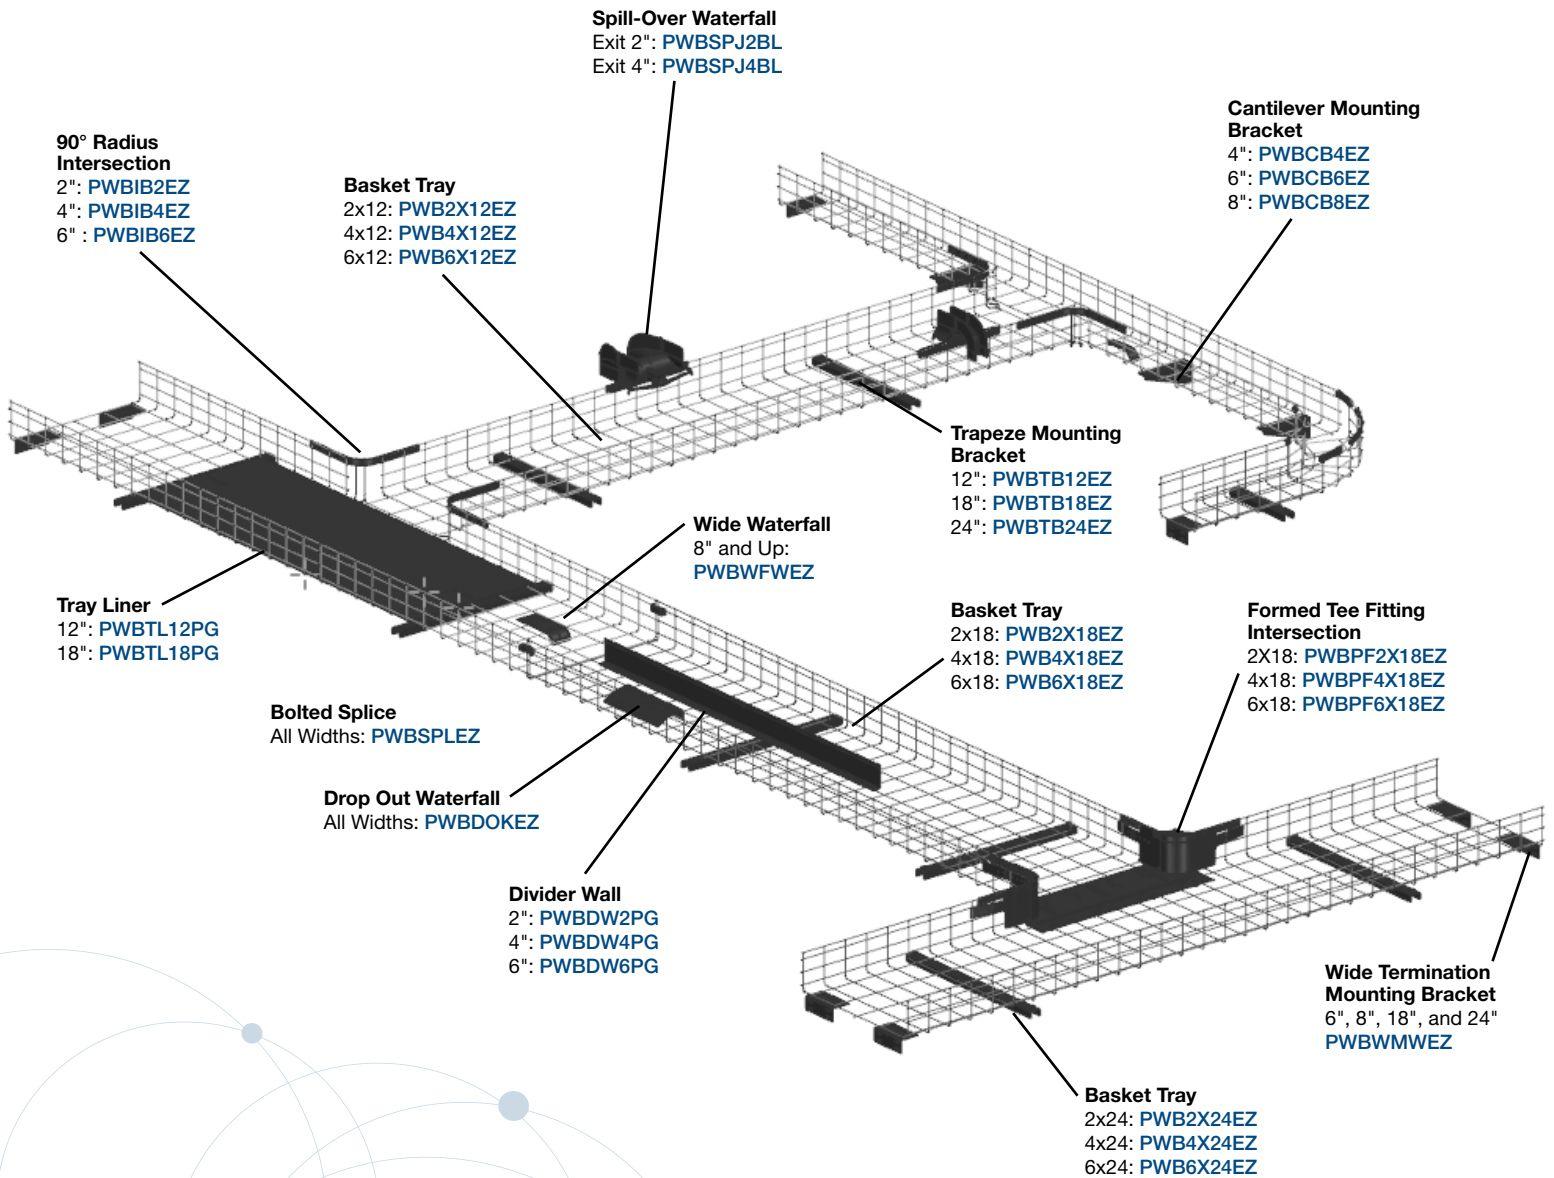 Spill-Over Waterfall
Exit 2": PWBSPJ2BL
Exit 4": PWBSPJ4BL
Cantilever Mounting
Bracket
4": PWBCB4EZ
6": PWBCB6EZ
8": PWBCB8EZ
90° Radius
Intersection
2": PWBIB2EZ
4": PWBIB4EZ
6" : PWBIB6EZ
Basket Tray
2x12: PWB2X12EZ
4x12: PWB4X12EZ
6x12: PWB6X12EZ
Trapeze Mounting
Bracket
12": PWBTB12EZ
18": PWBTB18EZ
24": PWBTB24EZ
Wide Waterfall
8" and Up:
PWBWFWEZ
Tray Liner
12": PWBTL12PG
18": PWBTL18PG
Basket Tray
2x18: PWB2X18EZ
4x18: PWB4X18EZ
6x18: PWB6X18EZ
Formed Tee Fitting
Intersection
2X18: PWBPF2X18EZ
4x18: PWBPF4X18EZ
6x18: PWBPF6X18EZ
Bolted Splice
All Widths: PWBSPLEZ
Drop Out Waterfall
All Widths: PWBDOKEZ
Divider Wall
2": PWBDW2PG
4": PWBDW4PG
6": PWBDW6PG
Wide Termination
Mounting Bracket
6", 8", 18", and 24"
PWBWMWEZ
Basket Tray
2x24: PWB2X24EZ
4x24: PWB4X24EZ
6x24: PWB6X24EZ